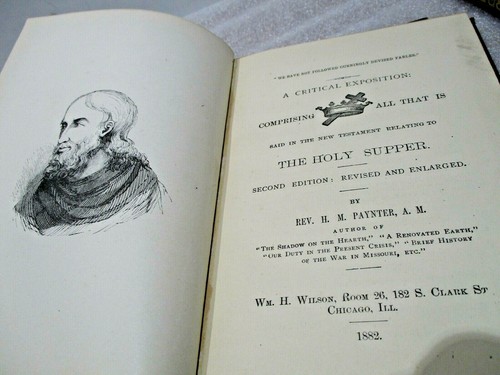 "WE HAVE NOT FOLLOWED CUNNINGLY DEVISED FABLES."
A CRITICAL EXPOSITION:
COMPRISING ALL THAT IS
SAID IN THE NEW TESTAMENT RELATING TO
THE HOLY SUPPER.
SECOND EDITION: REVISED AND ENLARGED.
BY
REV. H. M. PAYNTER, A. M.
AUTHOR OF
"THE SHADOW ON THE HEARTH," "A RENOVATED EARTH,"
"OUR DUTY IN THE PRESENT CRISIS," "BRIEF HISTORY
OF THE WAR IN MISSOURI, ETC."
WM. H. WILSON, ROOM 26, 182 S. CLARK ST
CHICAGO, ILL.
1882.